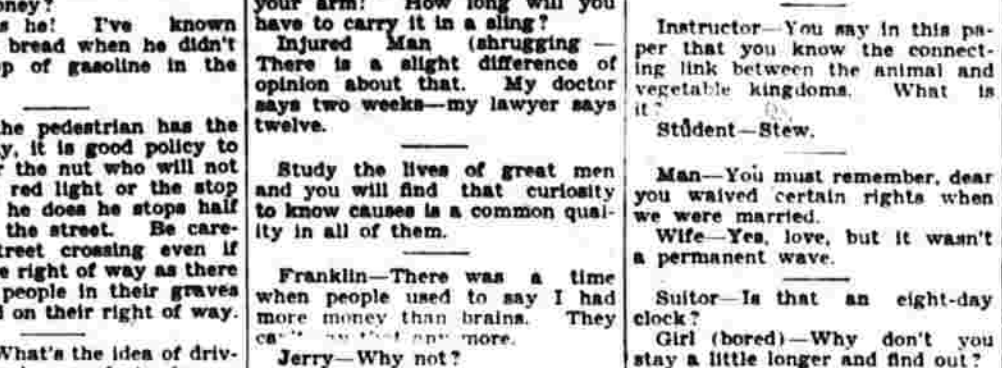 oney?
s he! I've known
bread when he didn't
p of gasoline in the
he pedestrian has the
y, it is good policy to
r the nut who will not
red light or the stop
he does he stops half
the street. Be care-
treet crossing even if
e right of way as there
people in their graves
d on their right of way.
What's the idea of driv-
your arm? How long will you
have to carry it in a sling?
Injured Man (shrugging —
There is a slight difference of
opinion about that. My doctor
says two weeks—my lawyer says
twelve.
Study the lives of great men
and you will find that curiosity
to know causes is a common qual-
ity in all of them.
Franklin—There was a time
when people used to say I had
more money than brains. They
can't say that any more.
Jerry—Why not?
Instructor—You say in this pa-
per that you know the connect-
ing link between the animal and
vegetable kingdoms. What is
it?
Student—Stew.
Man—You must remember, dear
you waived certain rights when
we were married.
Wife—Yes, love, but it wasn't
a permanent wave.
Suitor—Is that an eight-day
clock?
Girl (bored)—Why don't you
stay a little longer and find out?